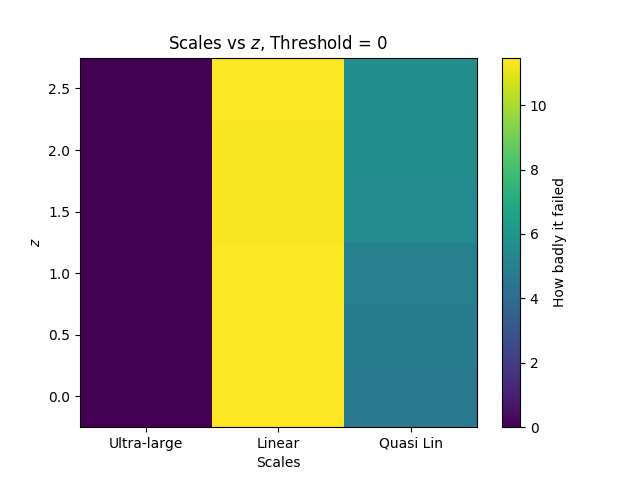 Scales vs z, Threshold = 0
2.5
2.0
1.5
1.0
0.5
0.0
z
Ultra-large
Linear
Quasi Lin
Scales
10
8
6
4
2
0
How badly it failed